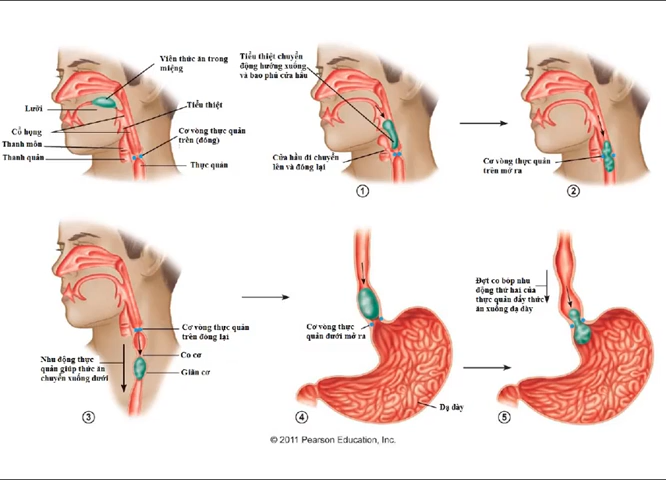 Viên thức ăn trong
miệng
Lưỡi
Tiểu thiệt
Cổ họng
Thanh môn
Thanh quản
Cơ vòng thực quản
trên (đóng)
Thực quản
Tiểu thiệt chuyển
động hướng xuống
và bao phủ cửa hầu
Cửa hầu di chuyển
lên và đóng lại
1
Cơ vòng thực quản
trên mở ra
2
Cơ vòng thực quản
trên đóng lại
Co cơ
Giãn cơ
Nhu động thực
quản giúp thức ăn
chuyển xuống dưới
3
Cơ vòng thực
quản dưới mở ra
Dạ dày
4
Đợt co bóp nhu
động thứ hai của
thực quản đẩy thức
ăn xuống dạ dày
5
© 2011 Pearson Education, Inc.